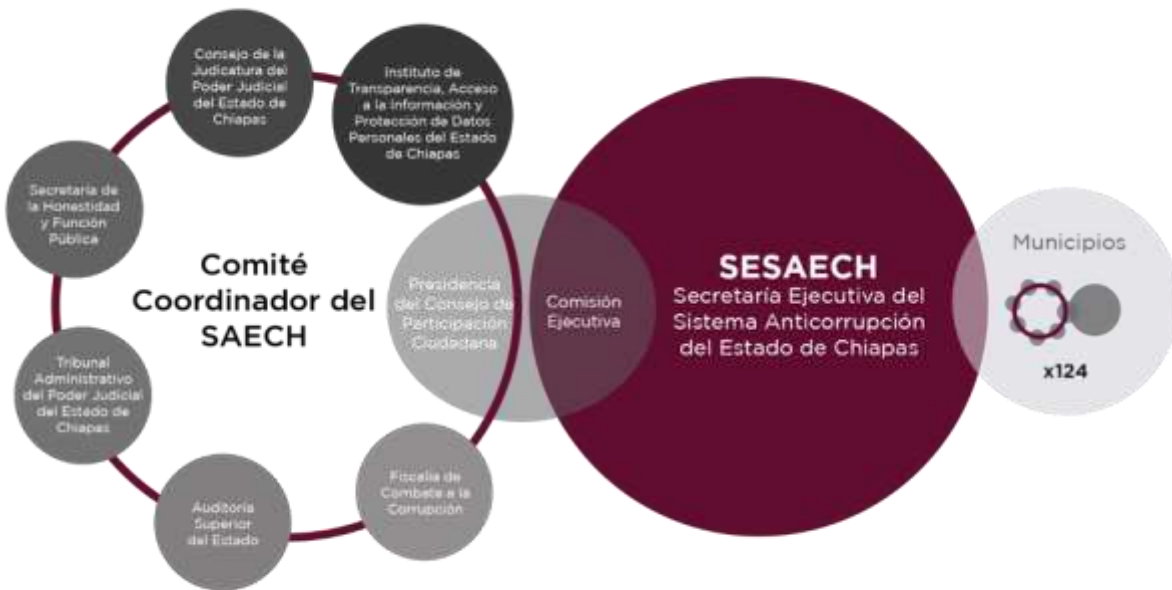 Consejo de la
Judicatura del
Poder Judicial
del Estado de
Chiapas
Instituto de
Transparencia, Acceso
a la Información y
Protección de Datos
Personales del Estado
de Chiapas
Secretaría de
la Honestidad
y Función
Pública
Comité
Coordinador del
SAECH
Presidencia
del Consejo de
Participación
Ciudadana
Comisión
Ejecutiva
SESAECH
Secretaría Ejecutiva del
Sistema Anticorrupción
del Estado de Chiapas
Municipios
x124
Tribunal
Administrativo
del Poder Judicial
del Estado de
Chiapas
Auditoría
Superior
del Estado
Fiscalía de
Combate a la
Corrupción